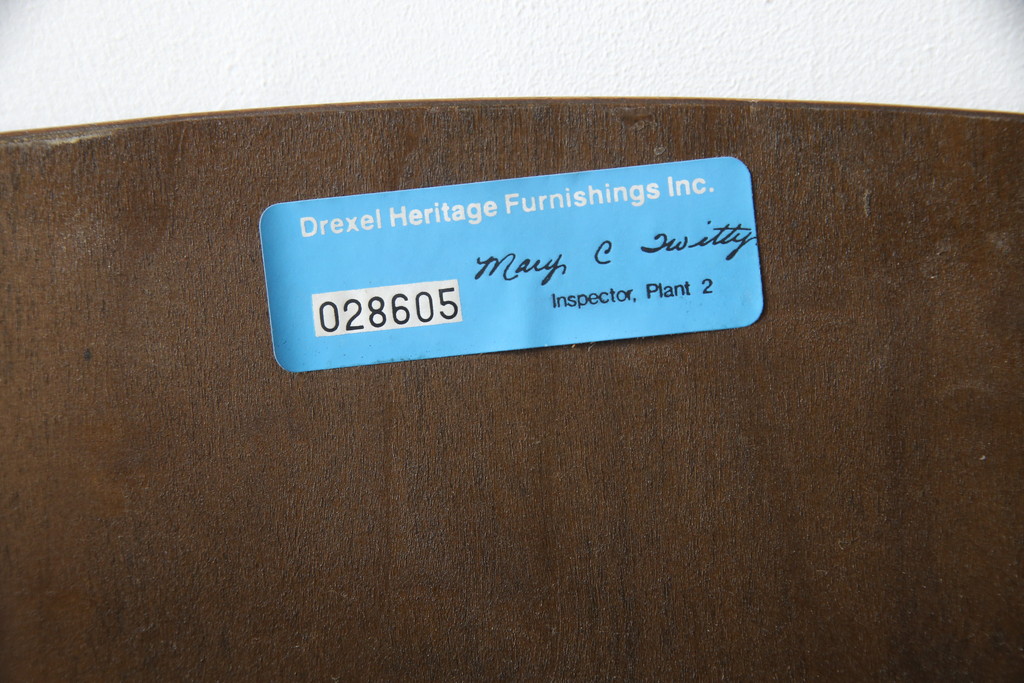 Drexel Heritage Furnishings Inc.
Mary C Twitty
028605
Inspector, Plant 2